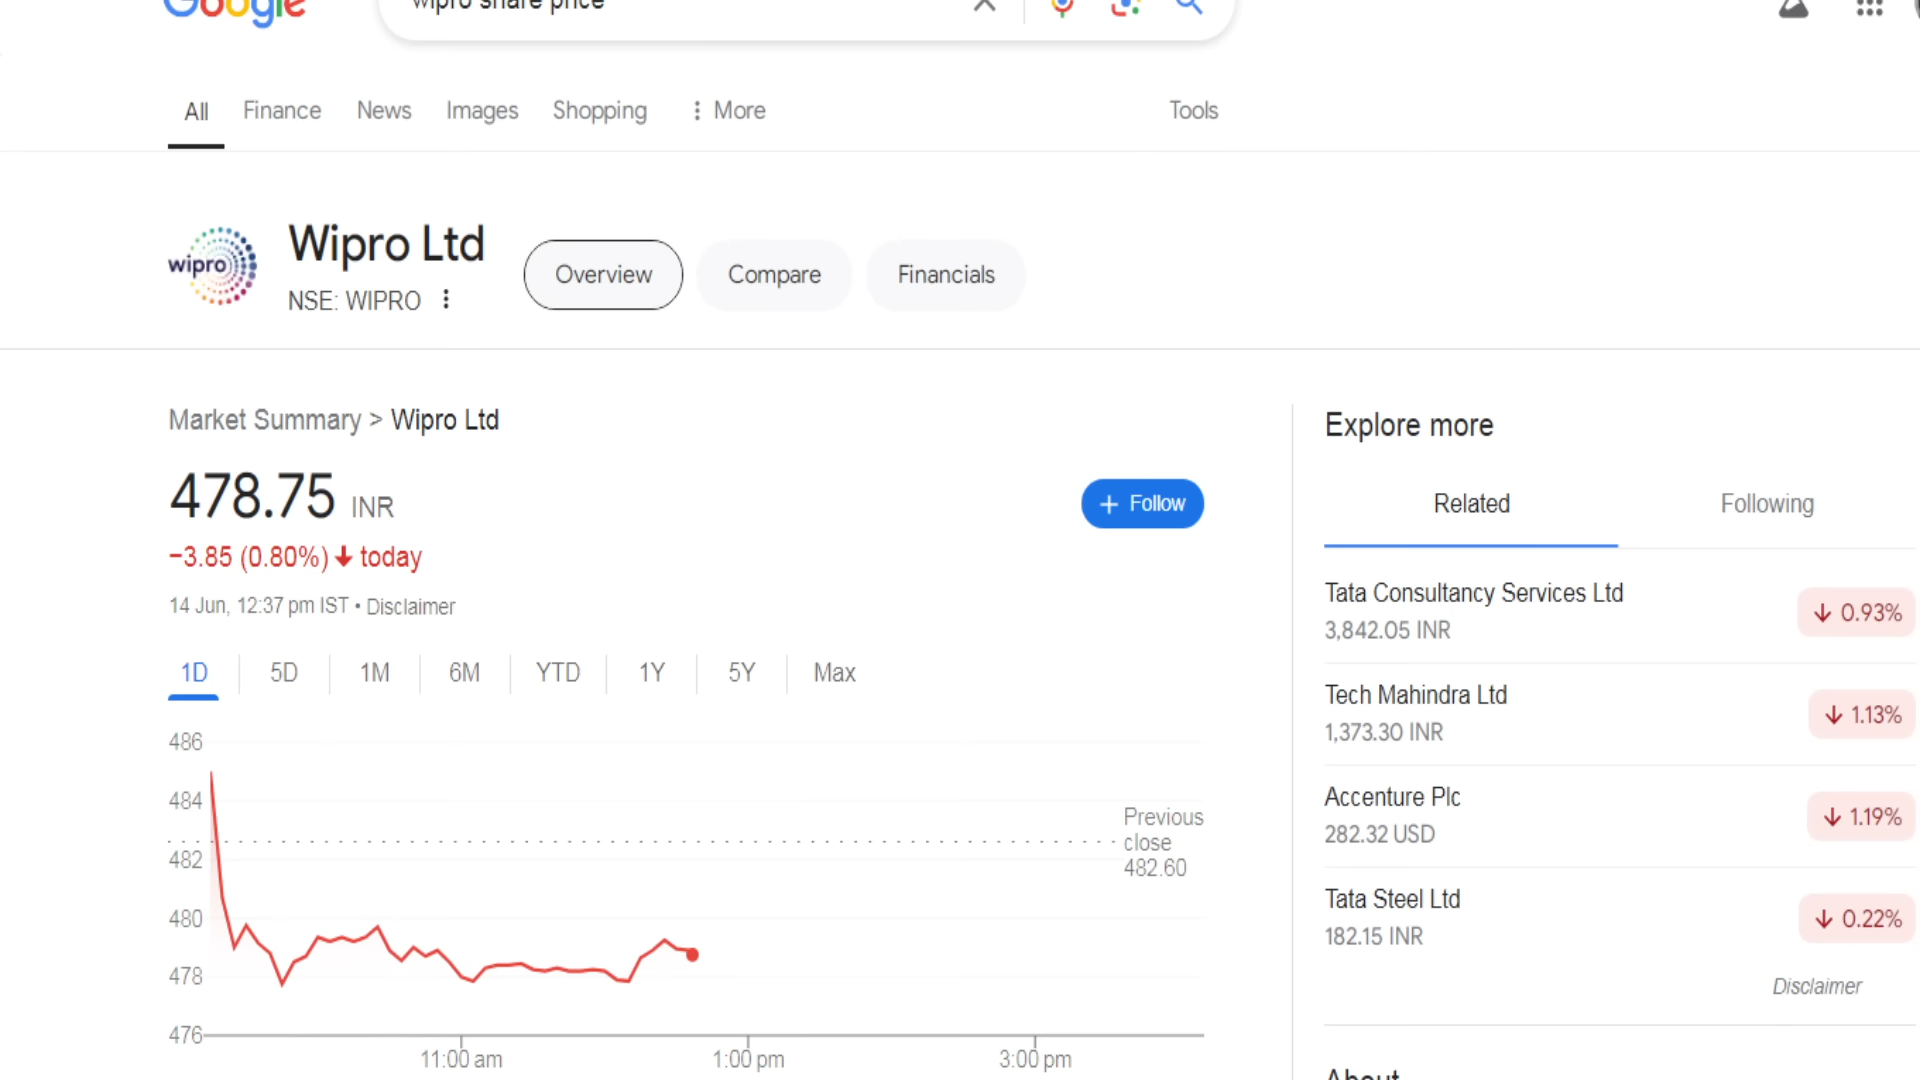 Google
wipro share price
All Finance News Images Shopping More Tools
wipro
Wipro Ltd
NSE: WIPRO
Overview Compare Financials
Market Summary > Wipro Ltd
478.75 INR
+ Follow
−3.85 (0.80%) ↓ today
14 Jun, 12:37 pm IST • Disclaimer
1D 5D 1M 6M YTD 1Y 5Y Max
486
484
482
480
478
476
Previous
close
482.60
11:00 am 1:00 pm 3:00 pm
Explore more
Related Following
Tata Consultancy Services Ltd
3,842.05 INR
↓ 0.93%
Tech Mahindra Ltd
1,373.30 INR
↓ 1.13%
Accenture Plc
282.32 USD
↓ 1.19%
Tata Steel Ltd
182.15 INR
↓ 0.22%
Disclaimer
About